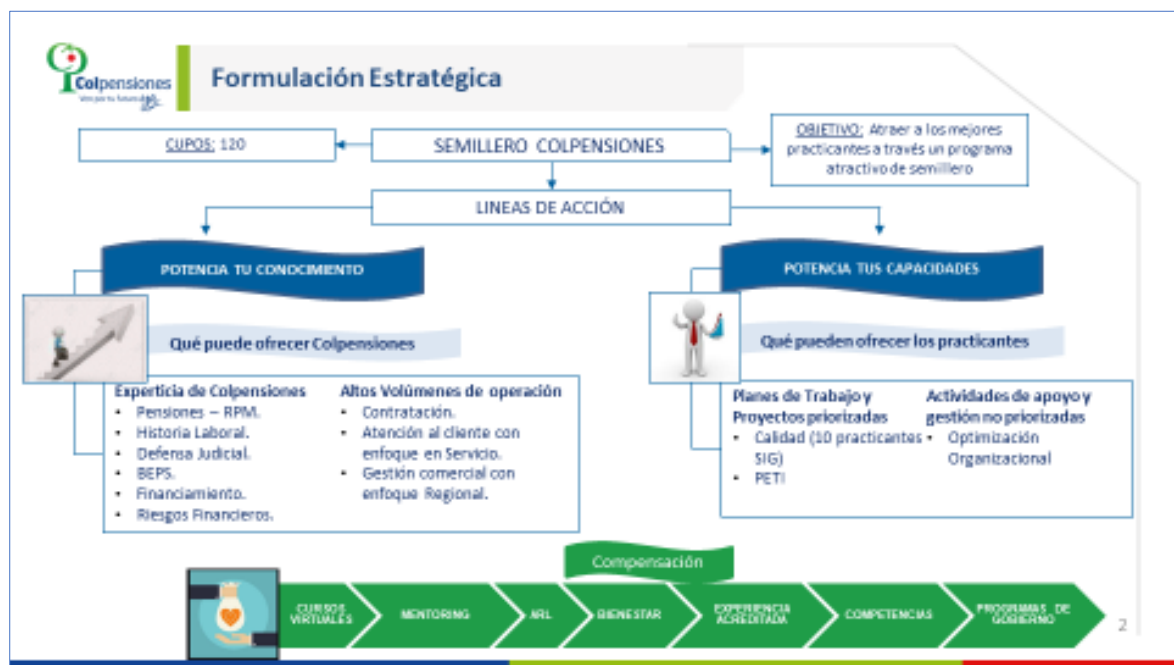 Colpensiones
Formulación Estratégica
CUPOS: 120
SEMILLERO COLPENSIONES
OBJETIVO: Atraer a los mejores
practicantes a través un programa
atractivo de semillero
LINEAS DE ACCIÓN
POTENCIA TU CONOCIMIENTO
POTENCIA TUS CAPACIDADES
Qué puede ofrecer Colpensiones
Qué pueden ofrecer los practicantes
Experticia de Colpensiones
• Pensiones – RPM.
• Historia Laboral.
• Defensa Judicial.
• BEPS.
• Financiamiento.
• Riesgos Financieros.
Altos Volúmenes de operación
• Contratación.
• Atención al cliente con
enfoque en Servicio.
• Gestión comercial con
enfoque Regional.
Planes de Trabajo y
Proyectos priorizadas
• Calidad (10 practicantes
SIG)
• PETI
Actividades de apoyo y
gestión no priorizadas
• Optimización
Organizacional
Compensación
CURSOS
VIRTUALES
MENTORING
ARL
BIENESTAR
EXPERIENCIA
ACREDITADA
COMPETENCIAS
PROGRAMAS DE
GOBIERNO
2